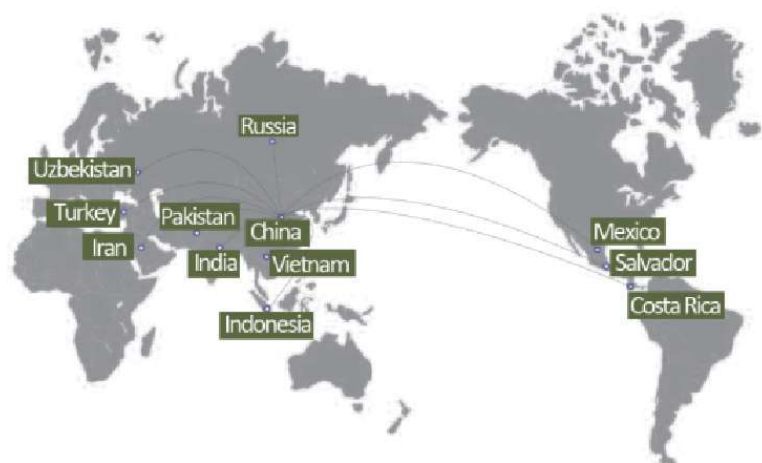 Russia
Uzbekistan
Turkey
Pakistan
China
Iran
India
Vietnam
Indonesia
Mexico
Salvador
Costa Rica